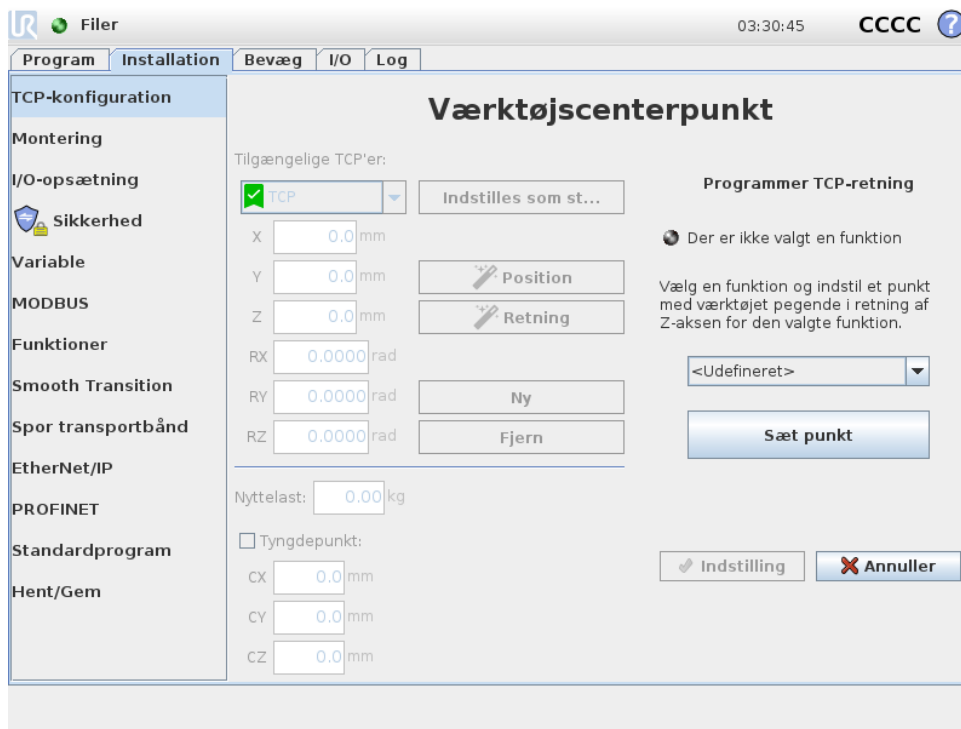 UR Filer 03:30:45 CCCC ?
Program Installation Bevæg I/O Log
TCP-konfiguration
Montering
I/O-opsætning
Sikkerhed
Variable
MODBUS
Funktioner
Smooth Transition
Spor transportbånd
EtherNet/IP
PROFINET
Standardprogram
Hent/Gem
Værktøjscenterpunkt
Tilgængelige TCP'er:
TCP Indstilles som st...
X 0.0 mm
Y 0.0 mm Position
Z 0.0 mm Retning
RX 0.0000 rad
RY 0.0000 rad Ny
RZ 0.0000 rad Fjern
Nyttelast: 0.00 kg
Tyngdepunkt:
CX 0.0 mm
CY 0.0 mm
CZ 0.0 mm
Programmer TCP-retning
Der er ikke valgt en funktion
Vælg en funktion og indstil et punkt
med værktøjet pegende i retning af
Z-aksen for den valgte funktion.
<Udefineret>
Sæt punkt
Indstilling Annuller